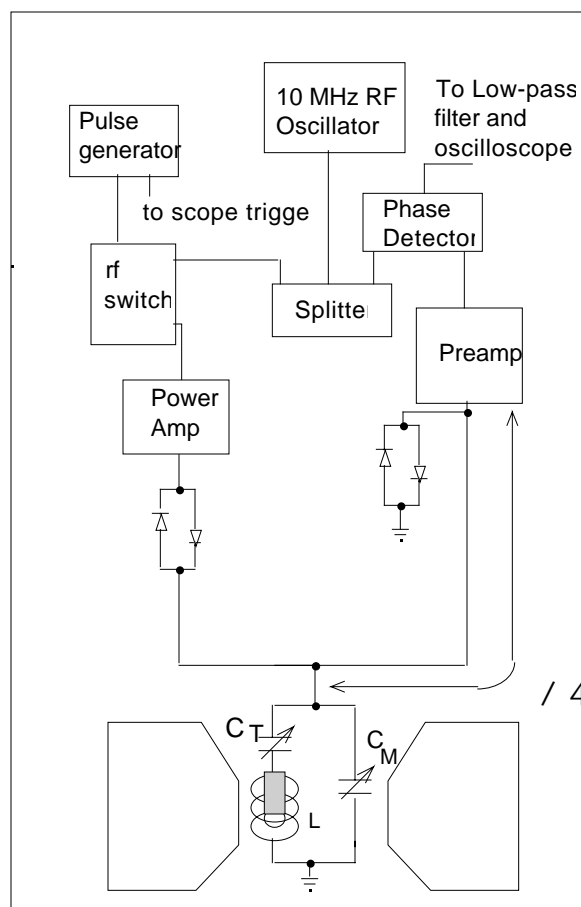 10 MHz RF
Oscillator
To Low-pass
filter and
oscilloscope
Pulse
generator
to scope trigge
Phase
Detector
rf
switch
Splitte
Preamp
Power
Amp
/ 4
C T
C M
L